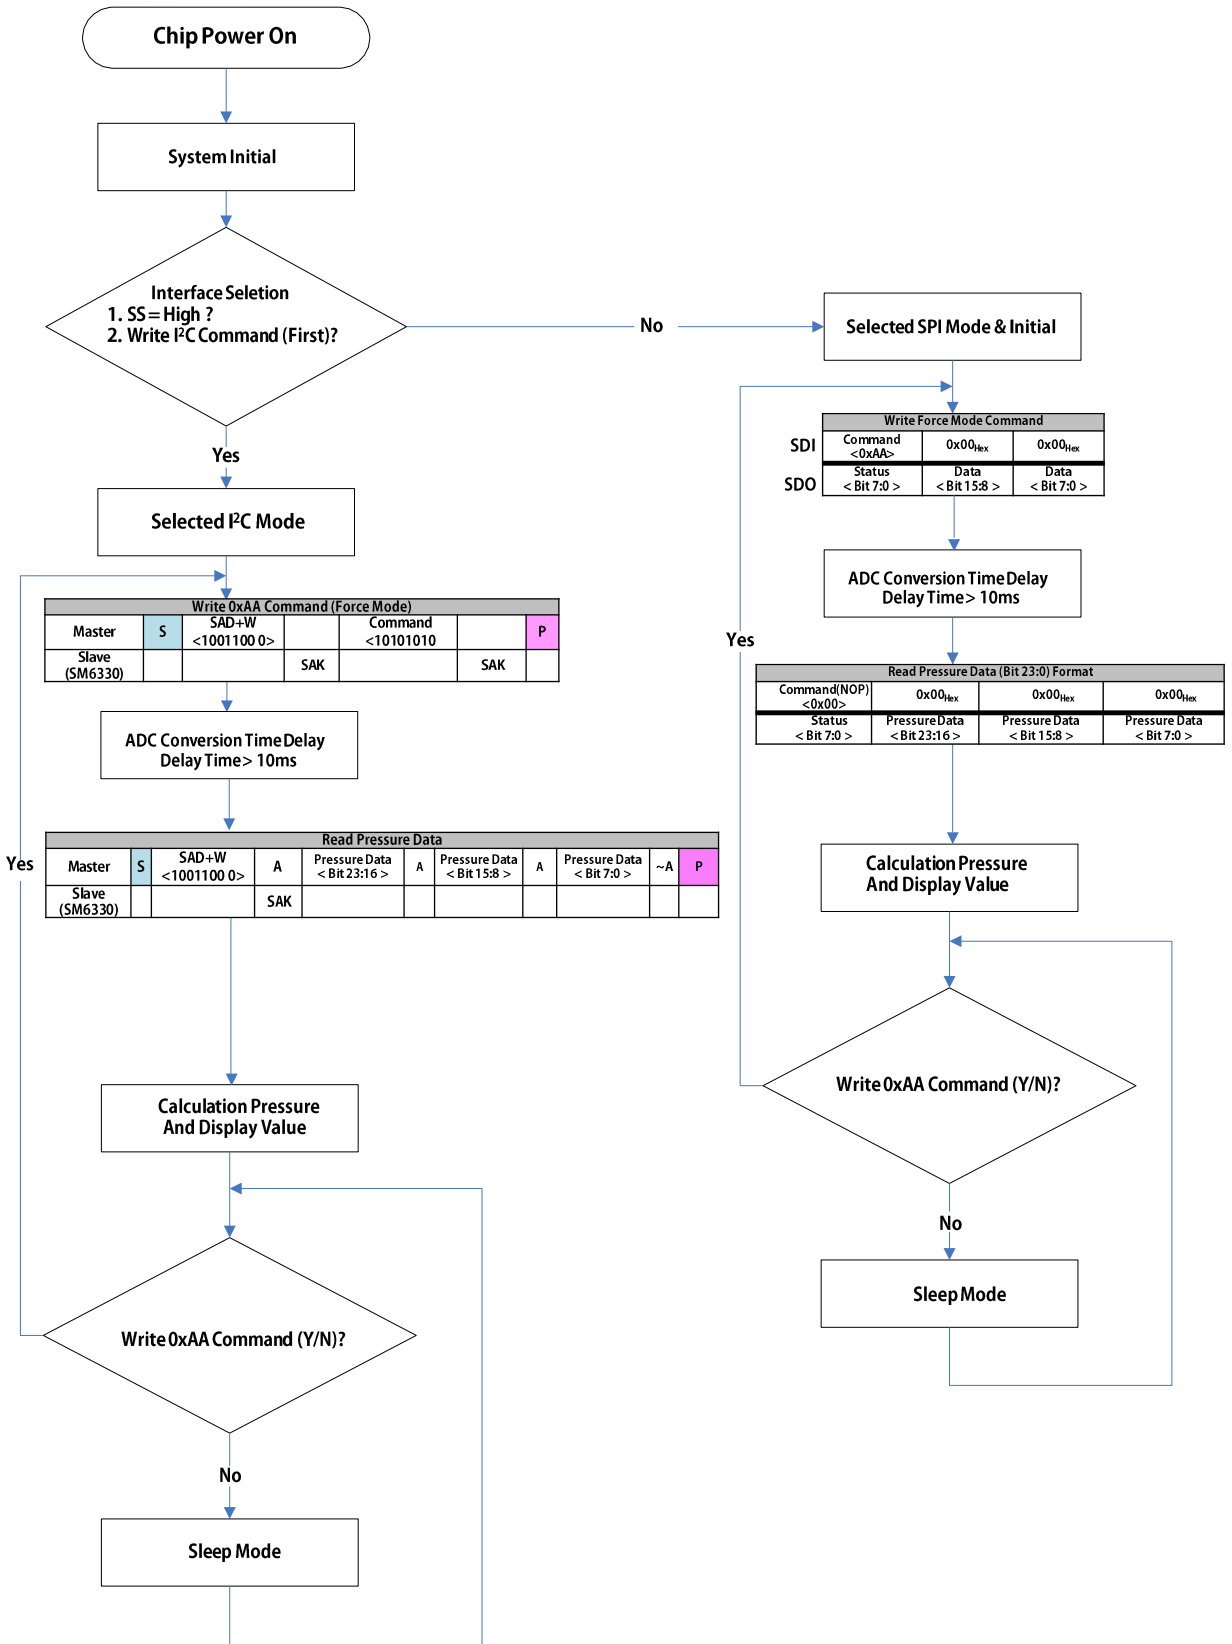 Chip Power On
System Initial
Interface Seletion
1. SS = High ?
2. Write I²C Command (First)?
No
Selected SPI Mode & Initial
Yes
Selected I²C Mode
Write Force Mode Command
SDI
Command
<0xAA>
0x00Hex
0x00Hex
SDO
Status
< Bit 7:0 >
Data
< Bit 15:8 >
Data
< Bit 7:0 >
ADC Conversion Time Delay
Delay Time > 10ms
Yes
Read Pressure Data (Bit 23:0) Format
Command(NOP)
<0x00>
0x00Hex
0x00Hex
0x00Hex
Status
< Bit 7:0 >
Pressure Data
< Bit 23:16 >
Pressure Data
< Bit 15:8 >
Pressure Data
< Bit 7:0 >
Calculation Pressure
And Display Value
Write 0xAA Command (Y/N)?
No
Sleep Mode
Write 0xAA Command (Force Mode)
Master
S
SAD+W
<1001100 0>
Command
<10101010
P
Slave
(SM6330)
SAK
SAK
ADC Conversion Time Delay
Delay Time > 10ms
Yes
Read Pressure Data
Master
S
SAD+W
<1001100 0>
A
Pressure Data
< Bit 23:16 >
A
Pressure Data
< Bit 15:8 >
A
Pressure Data
< Bit 7:0 >
~A
P
Slave
(SM6330)
SAK
Calculation Pressure
And Display Value
Write 0xAA Command (Y/N)?
No
Sleep Mode